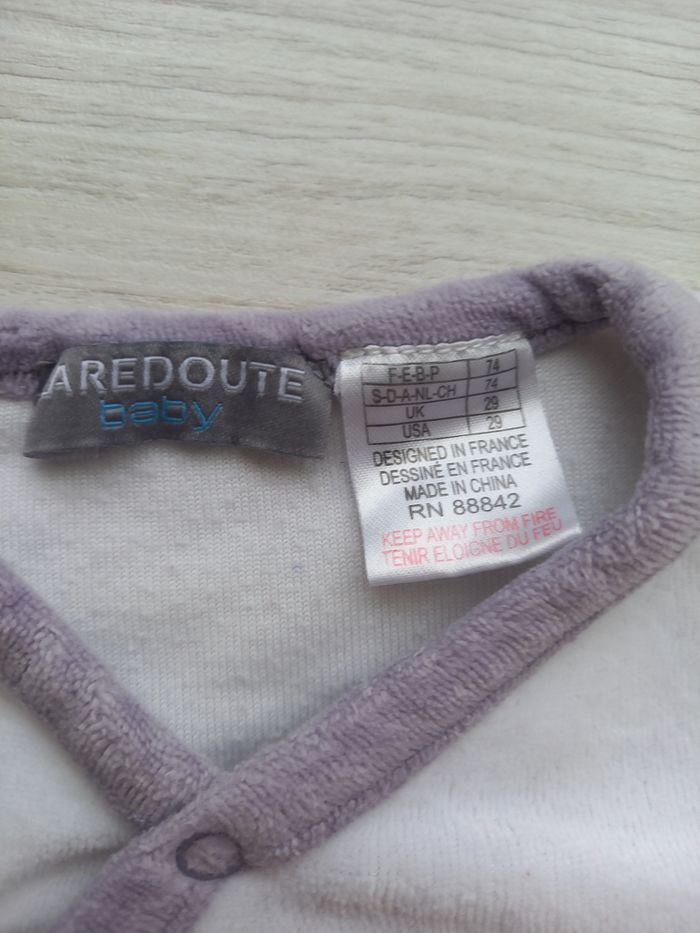 LAREDOUTE
baby
F-E-B-P 74
S-D-A-NL-CH 74
UK 29
USA 29
DESIGNED IN FRANCE
DESSINÉ EN FRANCE
MADE IN CHINA
RN 88842
KEEP AWAY FROM FIRE
TENIR ELOIGNE DU FEU